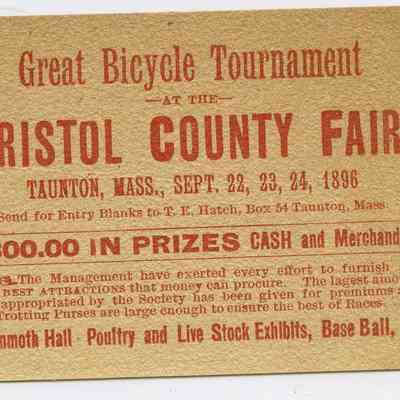 Great Bicycle Tournament
—AT THE—
RISTOL COUNTY FAIR
TAUNTON, MASS., SEPT. 22, 23, 24, 1896
Send for Entry Blanks to T. E. Hatch, Box 54 Taunton, Mass.
300.00 IN PRIZES CASH and Merchand
The Management have exerted every effort to furnish
BEST ATTRACTIONS that money can procure. The lagest amo
appropriated by the Society has been given for premiums
Trotting Purses are large enough to ensure the best of Races.
mmoth Hall Poultry and Live Stock Exhibits, Base Ball,